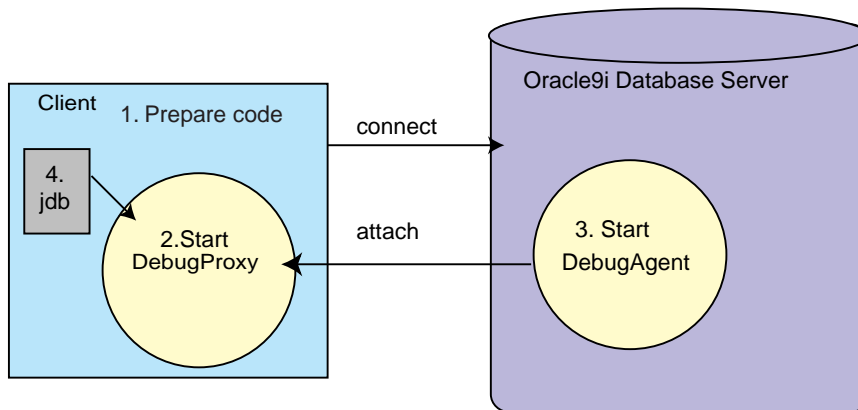 Client
1. Prepare code
4.
jdb
2.Start
DebugProxy
connect
attach
Oracle9i Database Server
3. Start
DebugAgent